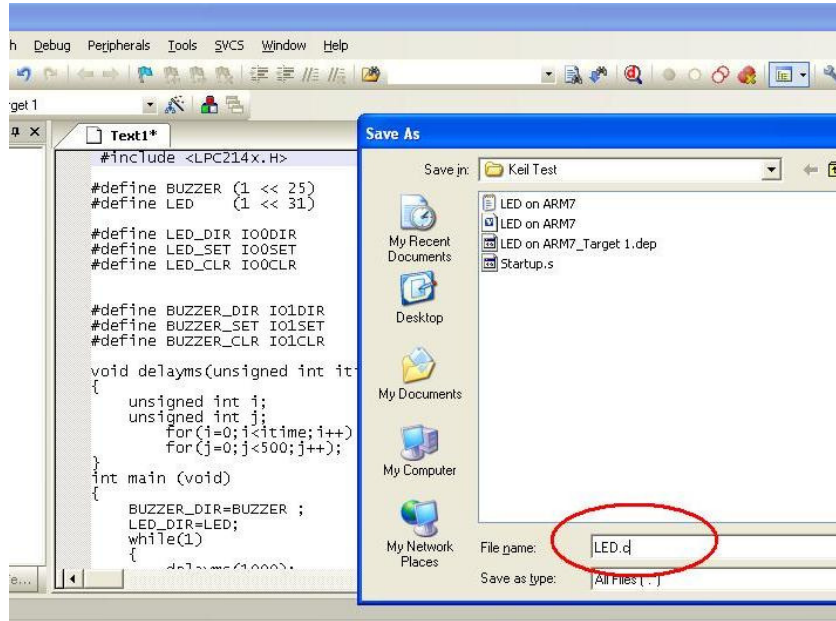 h Debug Peripherals Tools SVCS Window Help
rget 1
Text1*
#include <LPC214x.H>
#define BUZZER (1 << 25)
#define LED (1 << 31)
#define LED_DIR IO0DIR
#define LED_SET IO0SET
#define LED_CLR IO0CLR
#define BUZZER_DIR IO1DIR
#define BUZZER_SET IO1SET
#define BUZZER_CLR IO1CLR
void delayms(unsigned int iti
{
unsigned int i;
unsigned int j;
for(i=0;i<itime;i++)
for(j=0;j<500;j++);
}
int main (void)
{
BUZZER_DIR=BUZZER ;
LED_DIR=LED;
while(1)
{
delayms(1000);
e...
Save As
Save in: Keil Test
My Recent Documents
Desktop
My Documents
My Computer
My Network Places
LED on ARM7
LED on ARM7
LED on ARM7_Target 1.dep
Startup.s
File name: LED.c
Save as type: All Files (*.*)